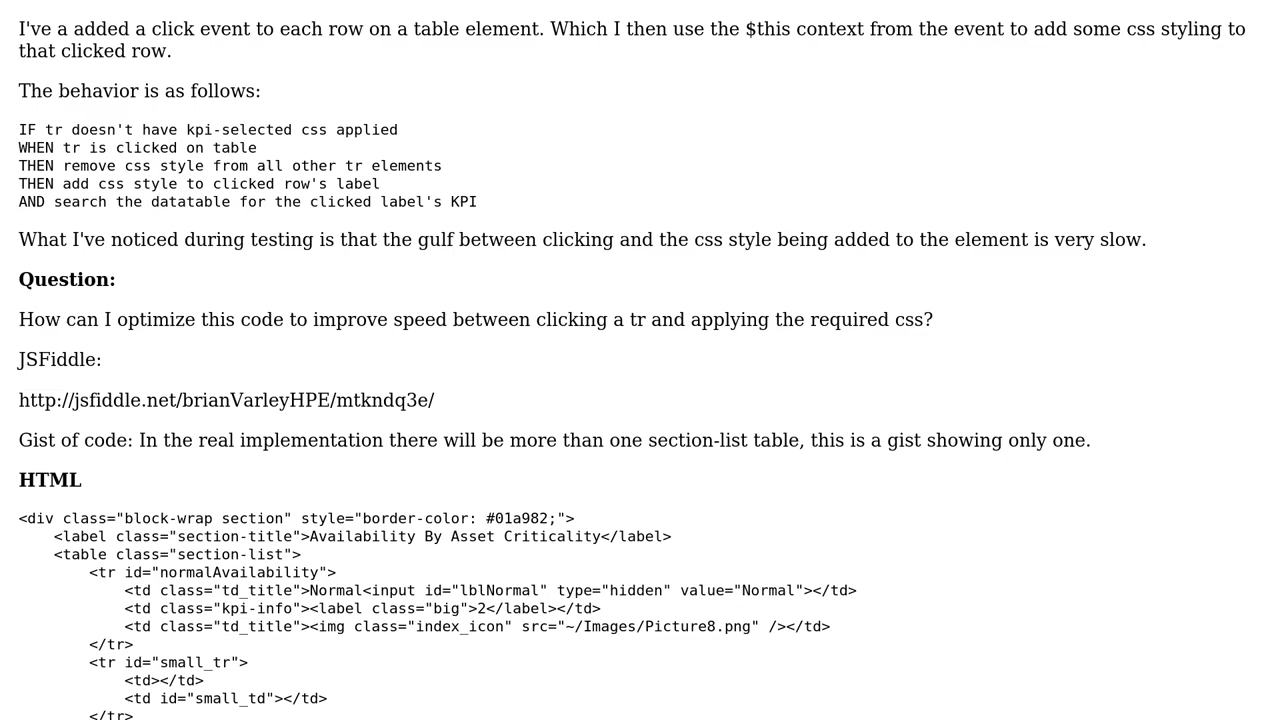 I've a added a click event to each row on a table element. Which I then use the $this context from the event to add some css styling to
that clicked row.
The behavior is as follows:
IF tr doesn't have kpi-selected css applied
WHEN tr is clicked on table
THEN remove css style from all other tr elements
THEN add css style to clicked row's label
AND search the datatable for the clicked label's KPI
What I've noticed during testing is that the gulf between clicking and the css style being added to the element is very slow.
Question:
How can I optimize this code to improve speed between clicking a tr and applying the required css?
JSFiddle:
http://jsfiddle.net/brianVarleyHPE/mtkndq3e/
Gist of code: In the real implementation there will be more than one section-list table, this is a gist showing only one.
HTML
<div class="block-wrap section" style="border-color: #01a982;">
    <label class="section-title">Availability By Asset Criticality</label>
    <table class="section-list">
        <tr id="normalAvailability">
            <td class="td_title">Normal<input id="lblNormal" type="hidden" value="Normal"></td>
            <td class="kpi-info"><label class="big">2</label></td>
            <td class="td_title"><img class="index_icon" src="~/Images/Picture8.png" /></td>
        </tr>
        <tr id="small_tr">
            <td></td>
            <td id="small_td"></td>
        </tr>